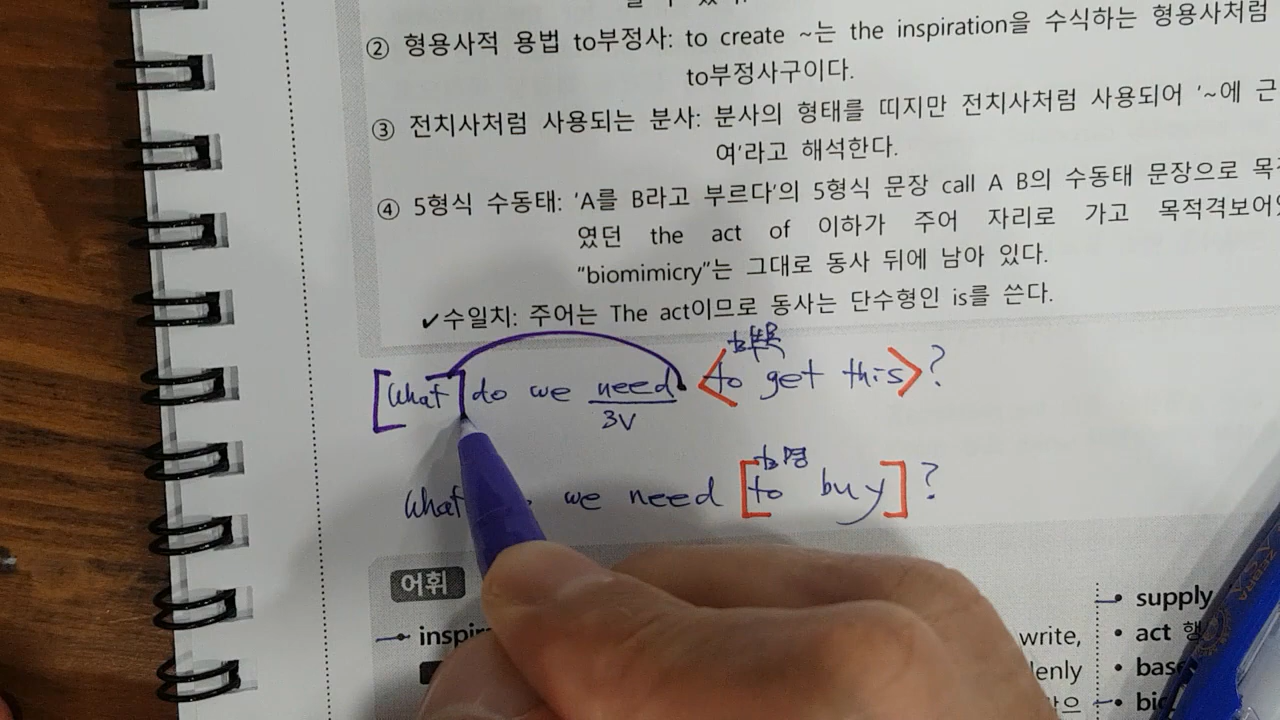 ② 형용사적 용법 to부정사: to create ~는 the inspiration을 수식하는 형용사처럼
to부정사구이다.
③ 전치사처럼 사용되는 분사: 분사의 형태를 띠지만 전치사처럼 사용되어 '~에 근
여'라고 해석한다.
④ 5형식 수동태: 'A를 B라고 부르다'의 5형식 문장 call A B의 수동태 문장으로
였던 the act of 이하가 주어 자리로 가고 목적격보어
"biomimicry"는 그대로 동사 뒤에 남아 있다.
✔수일치: 주어는 The act이므로 동사는 단수형인 is를 쓴다.
[What] do we need <to get this>?
3V
What we need [to buy]?
어휘
supply
write,
act 행